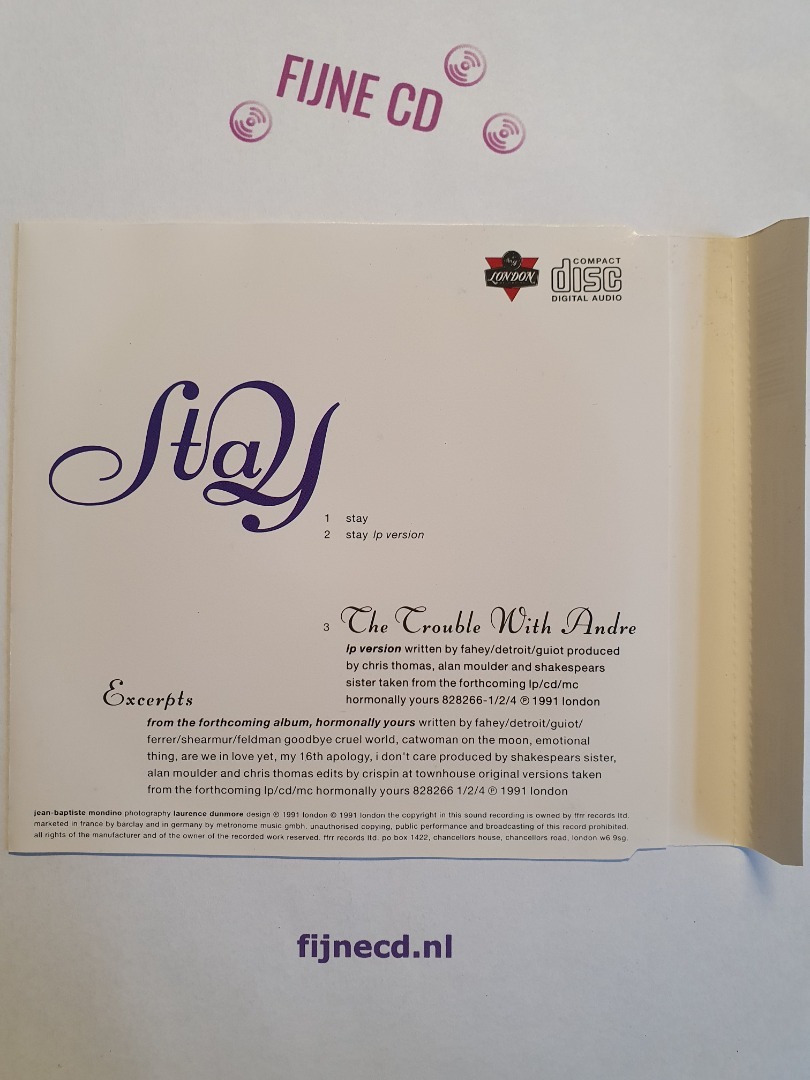 FIJNE CD
LONDON
COMPACT
disc
DIGITAL AUDIO
Stay
1 stay
2 stay lp version
3 The Trouble With Andre
lp version written by fahey/detroit/guiot produced
by chris thomas, alan moulder and shakespears
sister taken from the forthcoming lp/cd/mc
hormonally yours 828266-1/2/4 ℗ 1991 london
Excerpts
from the forthcoming album, hormonally yours written by fahey/detroit/guiot/
ferrer/shearmur/feldman goodbye cruel world, catwoman on the moon, emotional
thing, are we in love yet, my 16th apology, i don't care produced by shakespears sister,
alan moulder and chris thomas edits by crispin at townhouse original versions taken
from the forthcoming lp/cd/mc hormonally yours 828266 1/2/4 ℗ 1991 london
jean-baptiste mondino photography laurence dunmore design ℗ 1991 london © 1991 london the copyright in this sound recording is owned by ffrr records ltd.
marketed in france by barclay and in germany by metronome music gmbh. unauthorised copying, public performance and broadcasting of this record prohibited.
all rights of the manufacturer and of the owner of the recorded work reserved. ffrr records ltd. po box 1422, chancellors house, chancellors road, london w6 9sg.
fijnecd.nl